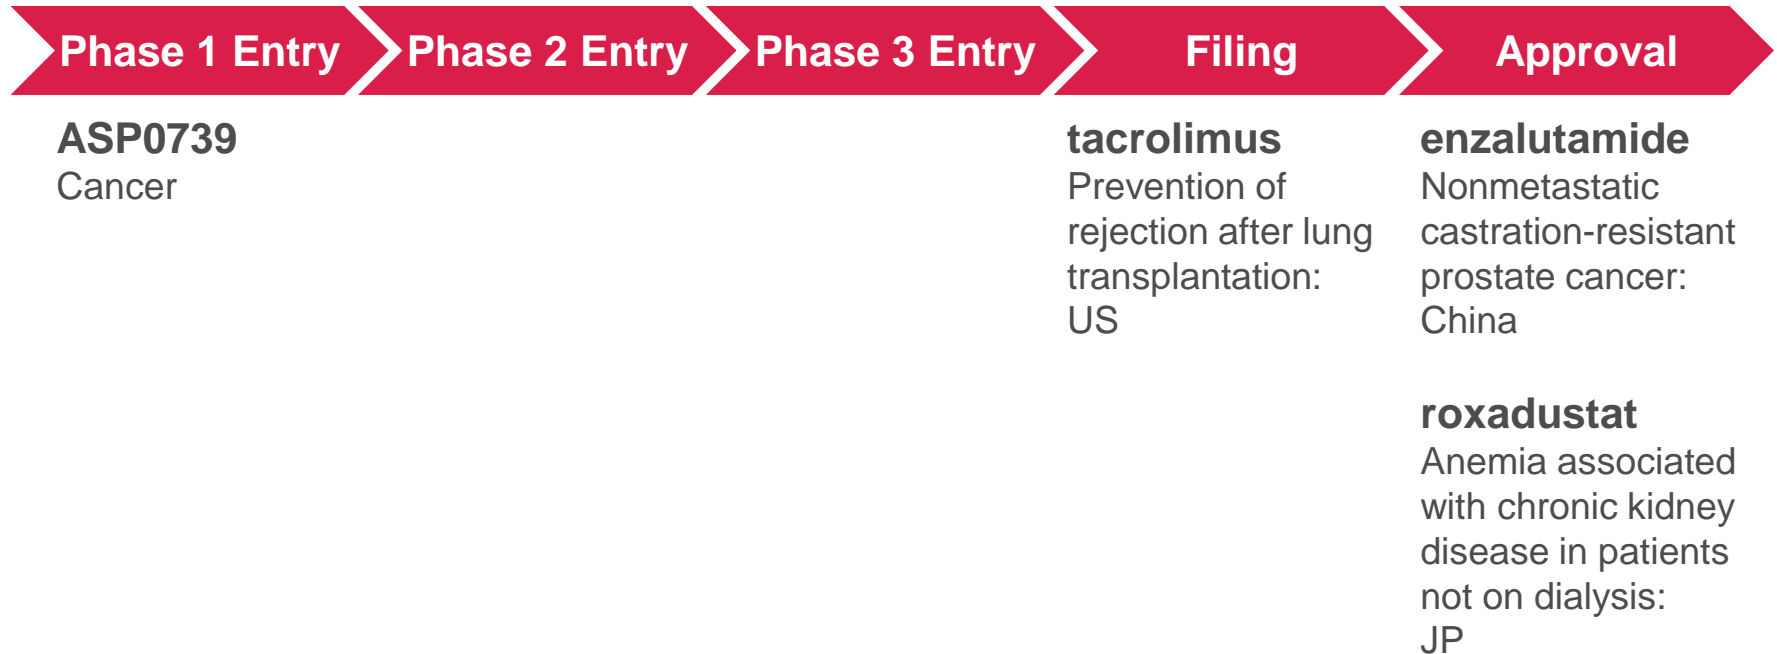 Phase 1 Entry
Phase 2 Entry
Phase 3 Entry
Filing
Approval
ASP0739
Cancer
tacrolimus
Prevention of
rejection after lung
transplantation:
US
enzalutamide
Nonmetastatic
castration-resistant
prostate cancer:
China
roxadustat
Anemia associated
with chronic kidney
disease in patients
not on dialysis:
JP